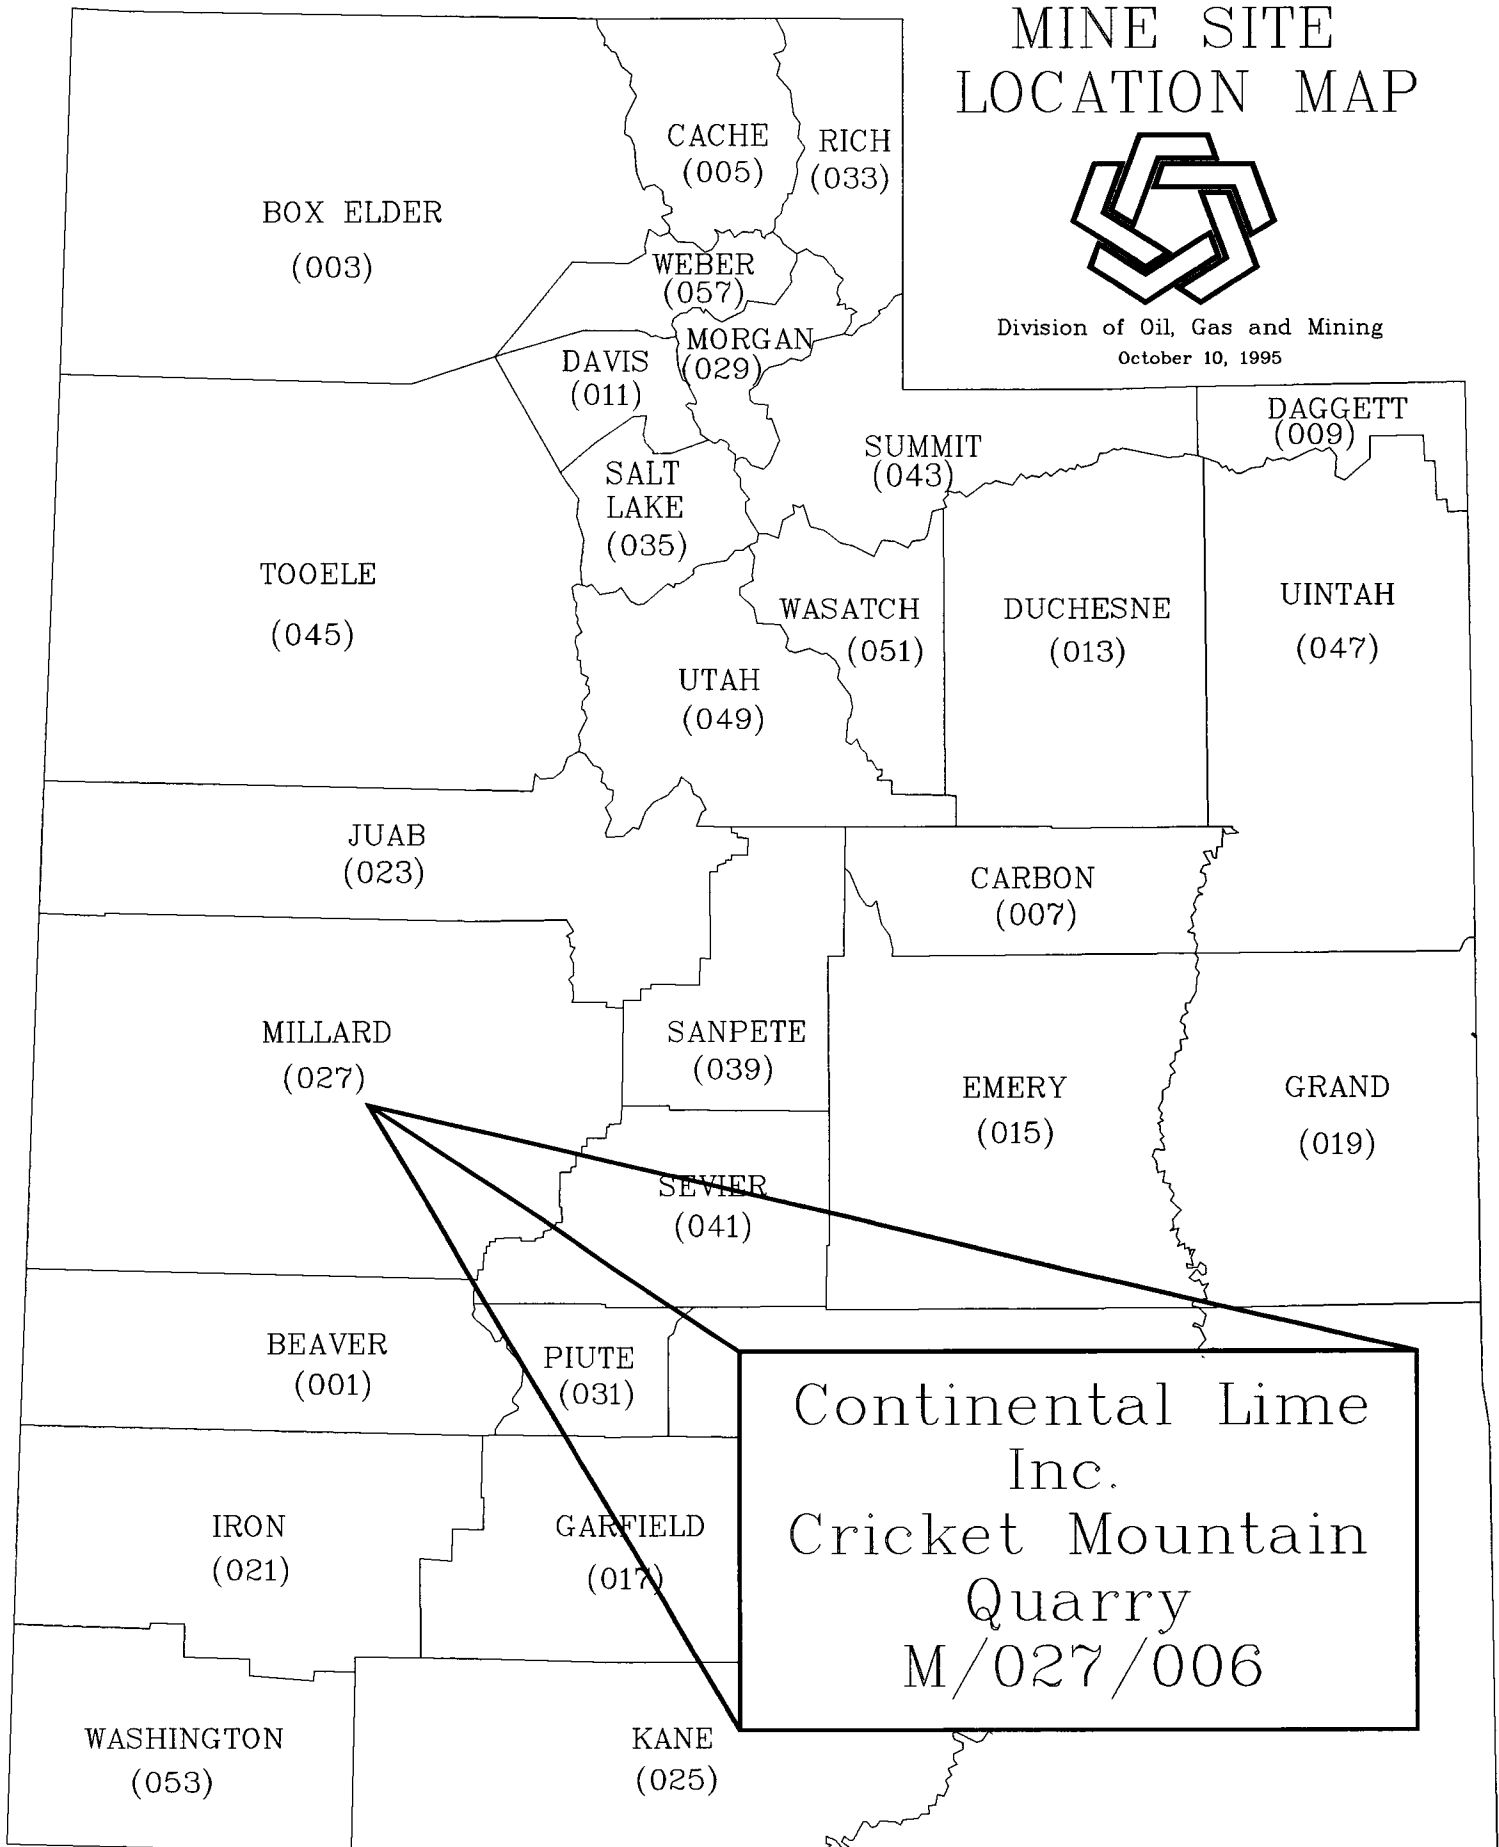 MINE SITE
LOCATION MAP
Division of Oil, Gas and Mining
October 10, 1995
CACHE
(005)
RICH
(033)
BOX ELDER
(003)
WEBER
(057)
MORGAN
(029)
DAVIS
(011)
DAGGETT
(009)
SUMMIT
(043)
SALT
LAKE
(035)
TOOELE
(045)
WASATCH
(051)
DUCHESNE
(013)
UINTAH
(047)
UTAH
(049)
JUAB
(023)
CARBON
(007)
MILLARD
(027)
SANPETE
(039)
EMERY
(015)
GRAND
(019)
SEVIER
(041)
BEAVER
(001)
PIUTE
(031)
Continental Lime
Inc.
Cricket Mountain
Quarry
M/027/006
IRON
(021)
GARFIELD
(017)
WASHINGTON
(053)
KANE
(025)